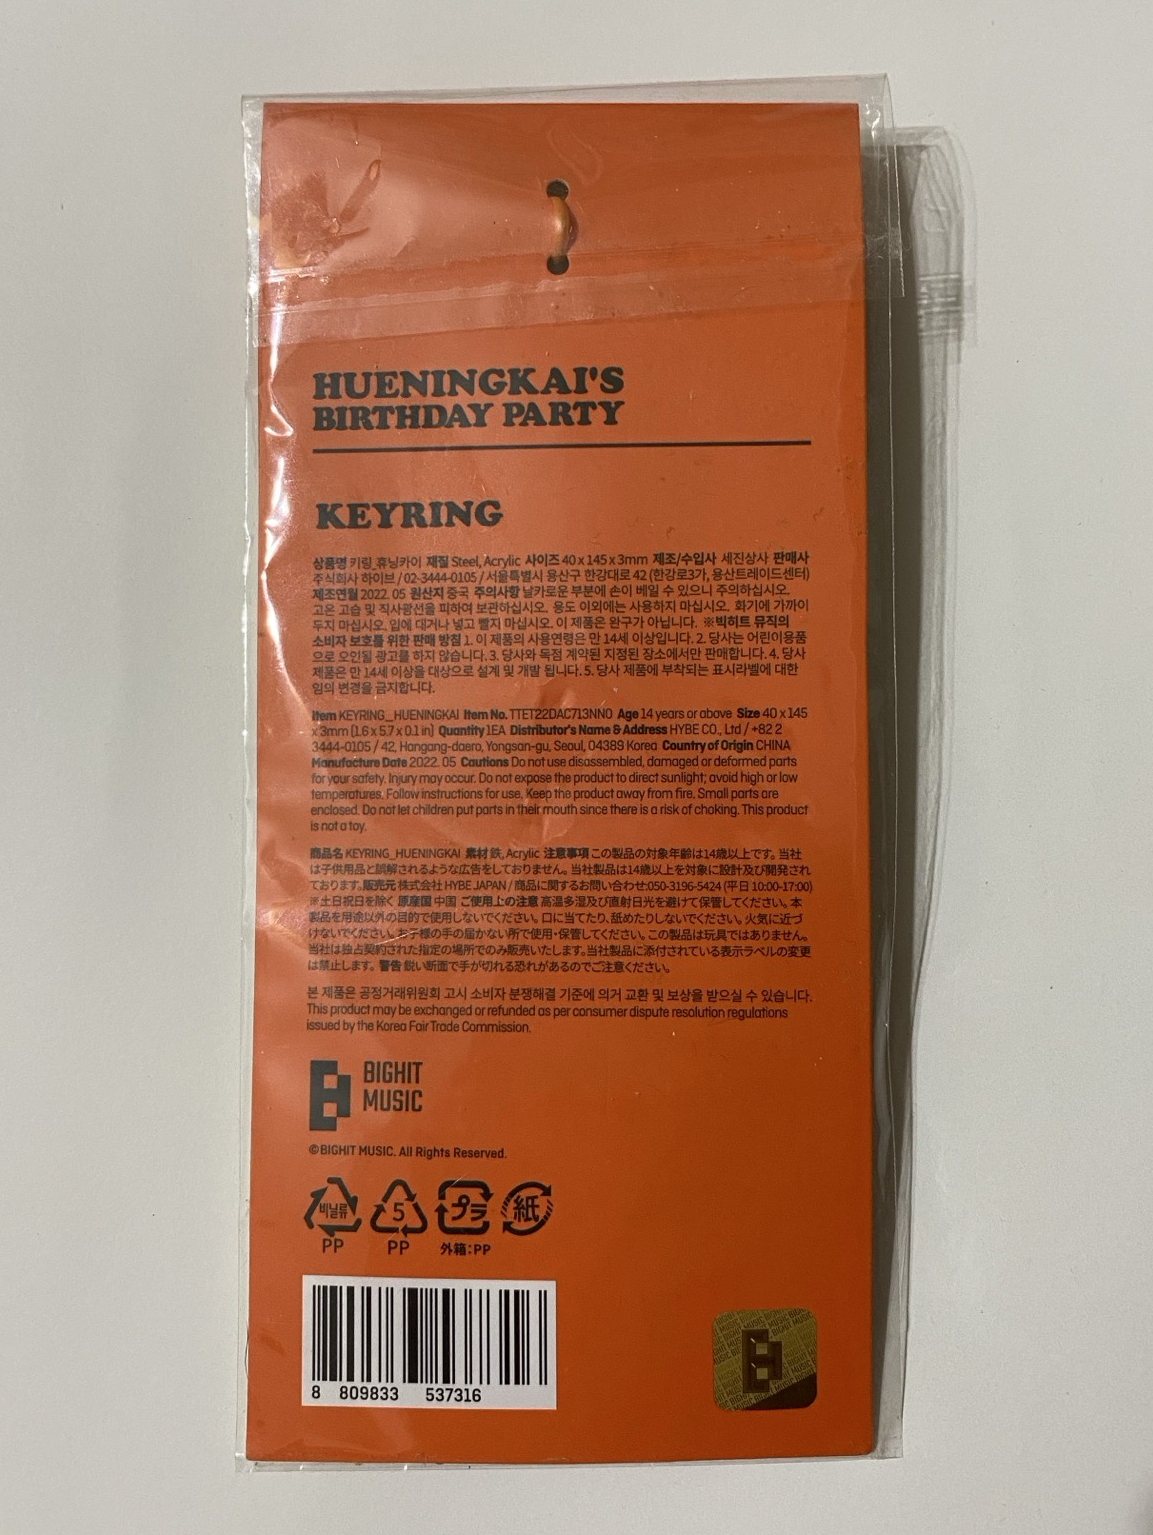 HUENINGKAI'S
BIRTHDAY PARTY
KEYRING
상품명 키링_휴닝카이 재질 Steel, Acrylic 사이즈 40 x 145 x 3mm 제조/수입사 세진상사 판매사
주식회사 하이브 / 02-3444-0105 / 서울특별시 용산구 한강대로 42 (한강로3가, 용산트레이드센터)
제조연월 2022. 05 원산지 중국 주의사항 날카로운 부분에 손이 베일 수 있으니 주의하십시오.
고온 고습 및 직사광선을 피하여 보관하십시오. 용도 이외에는 사용하지 마십시오. 화기에 가까이
두지 마십시오. 입에 대거나 넣고 빨지 마십시오. 이 제품은 완구가 아닙니다. ※빅히트 뮤직의
소비자 보호를 위한 판매 방침 1. 이 제품의 사용연령은 만 14세 이상입니다. 2. 당사는 어린이용품
으로 오인될 광고를 하지 않습니다. 3. 당사와 독점 계약된 지정된 장소에서만 판매합니다. 4. 당사
제품은 만 14세 이상을 대상으로 설계 및 개발 됩니다. 5. 당사 제품에 부착되는 표시라벨에 대한
임의 변경을 금지합니다.
Item KEYRING_HUENINGKAI Item No. TTET22DAC713NN0 Age 14 years or above Size 40 x 145
x 3mm (1.6 x 5.7 x 0.1 in) Quantity 1EA Distributor's Name & Address HYBE CO., Ltd / +82 2
3444-0105 / 42, Hangang-daero, Yongsan-gu, Seoul, 04389 Korea Country of Origin CHINA
Manufacture Date 2022. 05 Cautions Do not use disassembled, damaged or deformed parts
for your safety. Injury may occur. Do not expose the product to direct sunlight; avoid high or low
temperatures. Follow instructions for use. Keep the product away from fire. Small parts are
enclosed. Do not let children put parts in their mouth since there is a risk of choking. This product
is not a toy.
商品名 KEYRING_HUENINGKAI 素材 鉄, Acrylic 注意事項 この製品の対象年齢は14歳以上です。当社
は子供用品と誤解されるような広告をしておりません。当社製品は14歳以上を対象に設計及び開発され
ております。販売元 株式会社 HYBE JAPAN / 商品に関するお問い合わせ:050-3196-5424 (平日 10:00-17:00)
※土日祝日を除く 原産国 中国 ご使用上の注意 高温多湿及び直射日光を避けて保管してください。本
製品を用途以外の目的で使用しないでください。口に当てたり、舐めたりしないでください。火気に近づ
けないでください。お子様の手の届かない所で使用・保管してください。この製品は玩具ではありません。
当社は独占契約された指定の場所でのみ販売いたします。当社製品に添付されている表示ラベルの変更
は禁止します。 警告 鋭い断面で手が切れる恐れがあるのでご注意ください。
본 제품은 공정거래위원회 고시 소비자 분쟁해결 기준에 의거 교환 및 보상을 받으실 수 있습니다.
This product may be exchanged or refunded as per consumer dispute resolution regulations
issued by the Korea Fair Trade Commission.
BIGHIT
MUSIC
©BIGHIT MUSIC. All Rights Reserved.
비닐류 5 プラ 紙
PP PP 外箱:PP
8 809833 537316